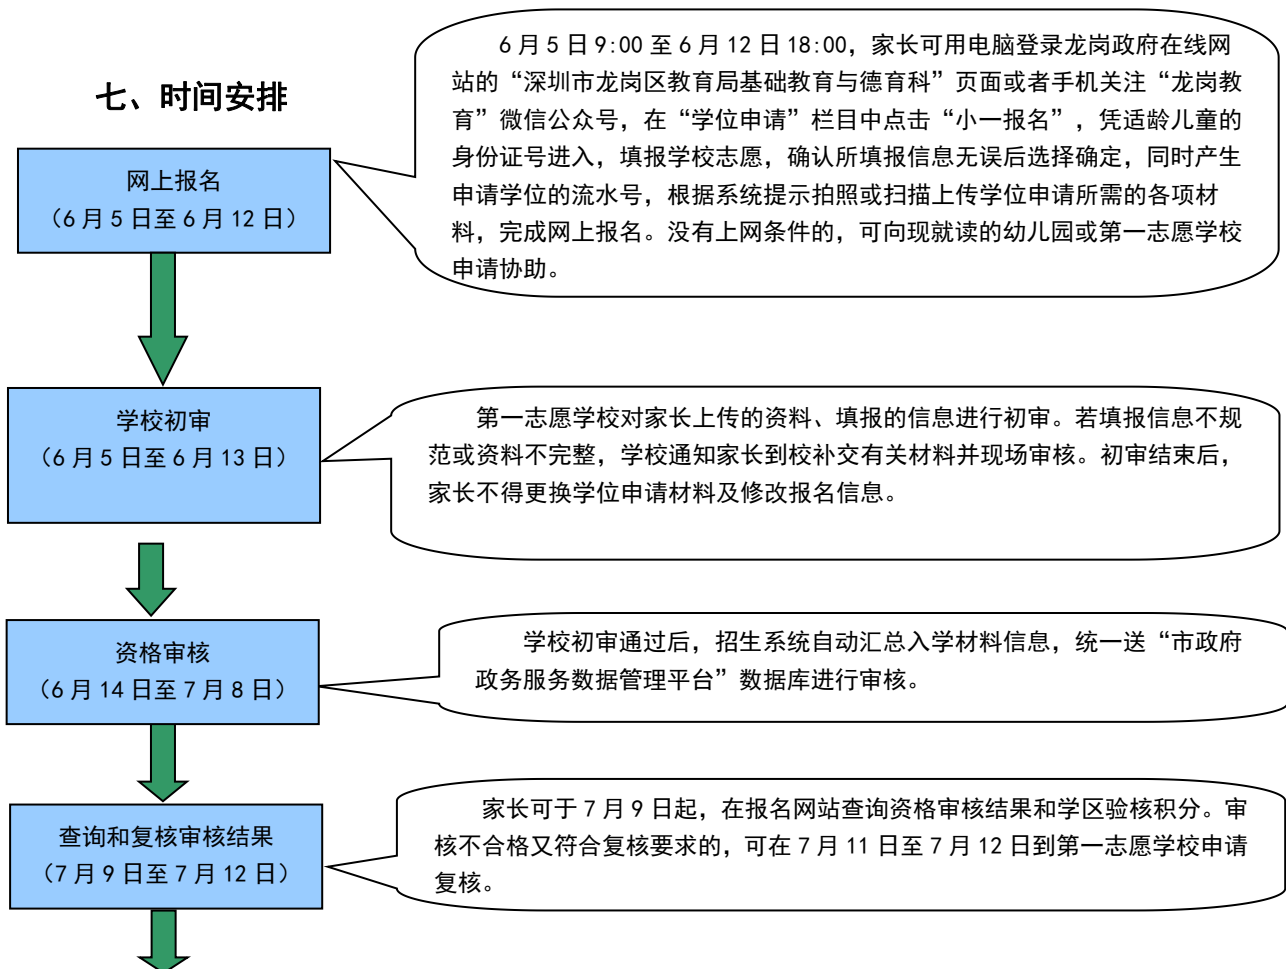 七、时间安排
6月5日9:00至6月12日18:00，家长可用电脑登录龙岗政府在线网
站的“深圳市龙岗区教育局基础教育与德育科”页面或者手机关注“龙岗教
育”微信公众号，在“学位申请”栏目中点击“小一报名”，凭适龄儿童的
身份证号进入，填报学校志愿，确认所填报信息无误后选择确定，同时产生
申请学位的流水号，根据系统提示拍照或扫描上传学位申请所需的各项材
料，完成网上报名。没有上网条件的，可向现就读的幼儿园或第一志愿学校
申请协助。
网上报名
（6月5日至6月12日）
学校初审
（6月5日至6月13日）
第一志愿学校对家长上传的资料、填报的信息进行初审。若填报信息不规
范或资料不完整，学校通知家长到校补交有关材料并现场审核。初审结束后，
家长不得更换学位申请材料及修改报名信息。
资格审核
（6月14日至7月8日）
学校初审通过后，招生系统自动汇总入学材料信息，统一送“市政府
政务服务数据管理平台”数据库进行审核。
查询和复核审核结果
（7月9日至7月12日）
家长可于7月9日起，在报名网站查询资格审核结果和学区验核积分。审
核不合格又符合复核要求的，可在7月11日至7月12日到第一志愿学校申请
复核。